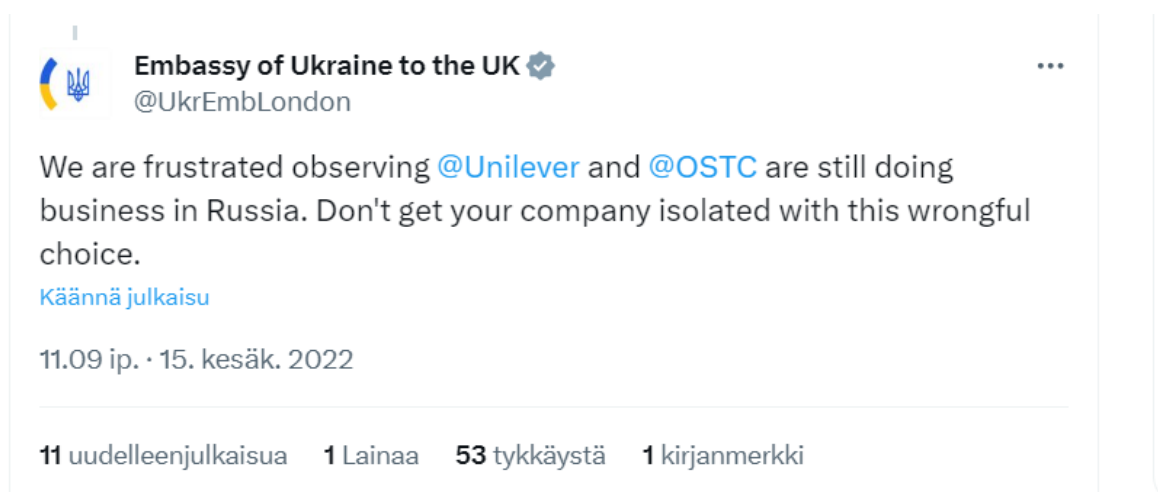 Embassy of Ukraine to the UK
@UkrEmbLondon
We are frustrated observing @Unilever and @OSTC are still doing
business in Russia. Don't get your company isolated with this wrongful
choice.
Käännä julkaisu
11.09 ip. · 15. kesäk. 2022
11 uudelleenjulkaisua 1 Lainaa 53 tykkäystä 1 kirjanmerkki